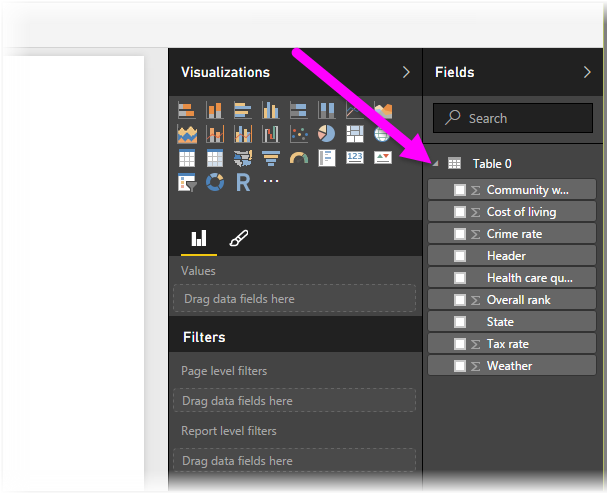 Visualizations
R
123
Values
Drag data fields here
Filters
Page level filters
Drag data fields here
Report level filters
Drag data fields here
Fields
Search
Table 0
Community w...
Σ Cost of living
Σ Crime rate
Header
Health care qu...
Σ Overall rank
State
Σ Tax rate
Σ Weather